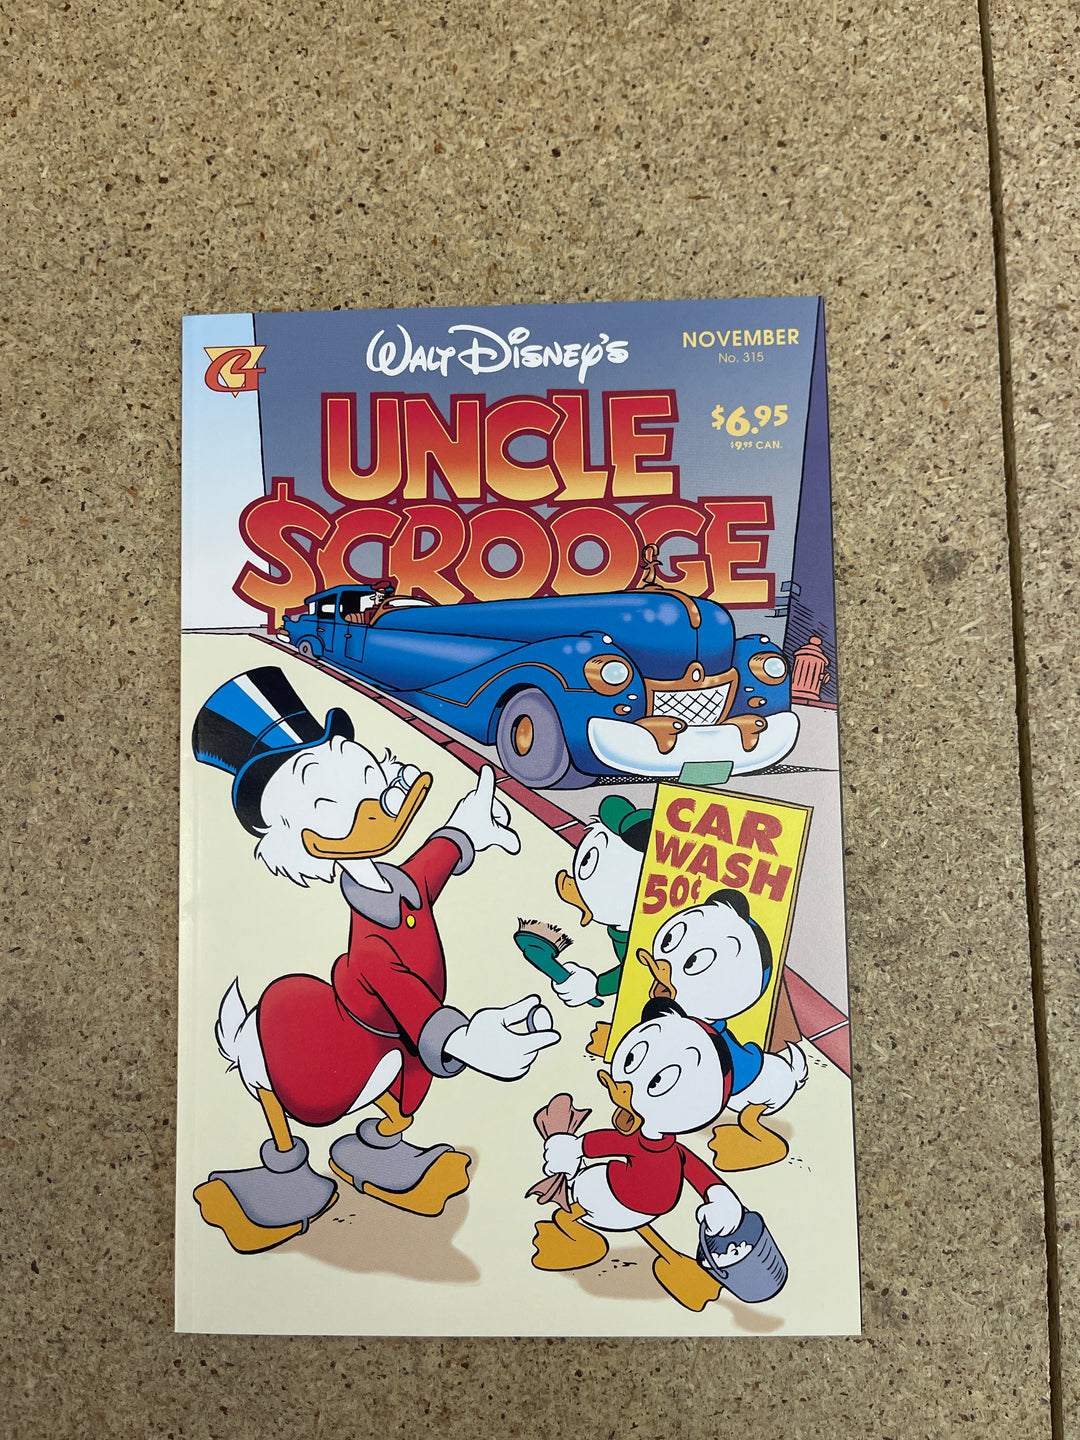 WALT DISNEY'S
NOVEMBER
No. 315
$6.95
$9.95 CAN.
UNCLE
$CROOGE
CAR
WASH
50¢